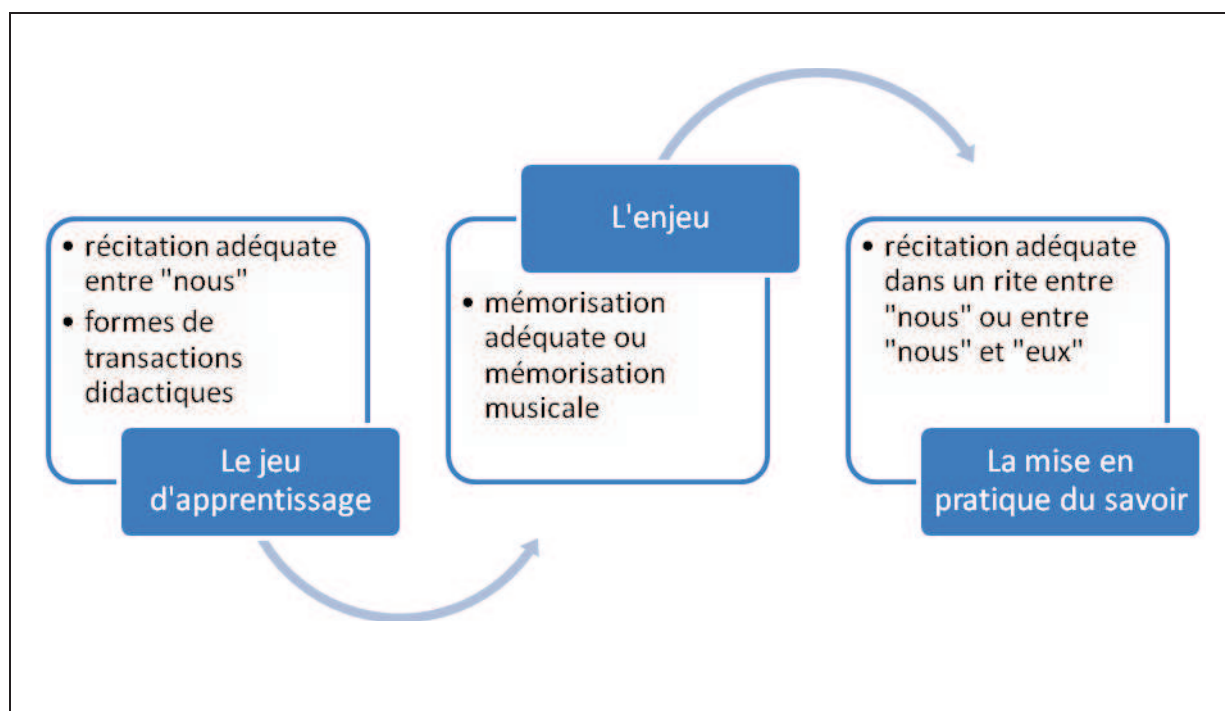 • récitation adéquate
entre "nous"
• formes de
transactions
didactiques
Le jeu
d'apprentissage
L'enjeu
• mémorisation
adéquate ou
mémorisation
musicale
• récitation adéquate
dans un rite entre
"nous" ou entre
"nous" et "eux"
La mise en
pratique du savoir